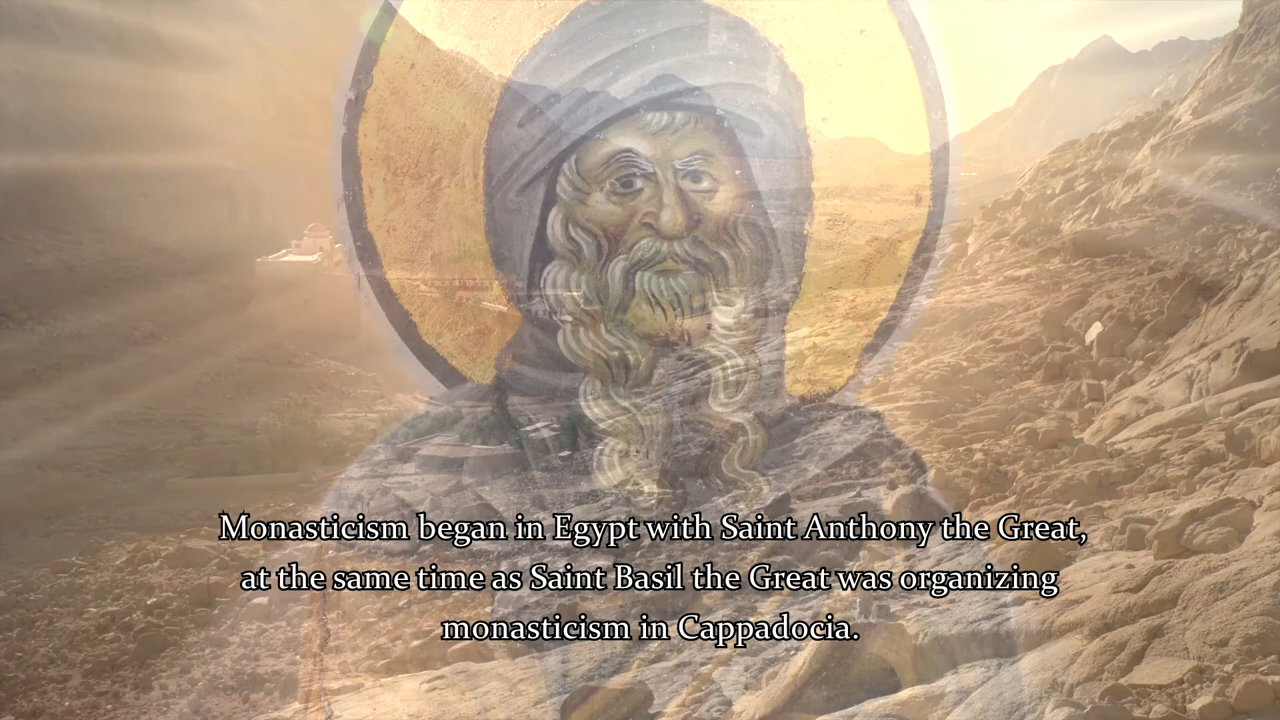 Monasticism began in Egypt with Saint Anthony the Great,
at the same time as Saint Basil the Great was organizing
monasticism in Cappadocia.